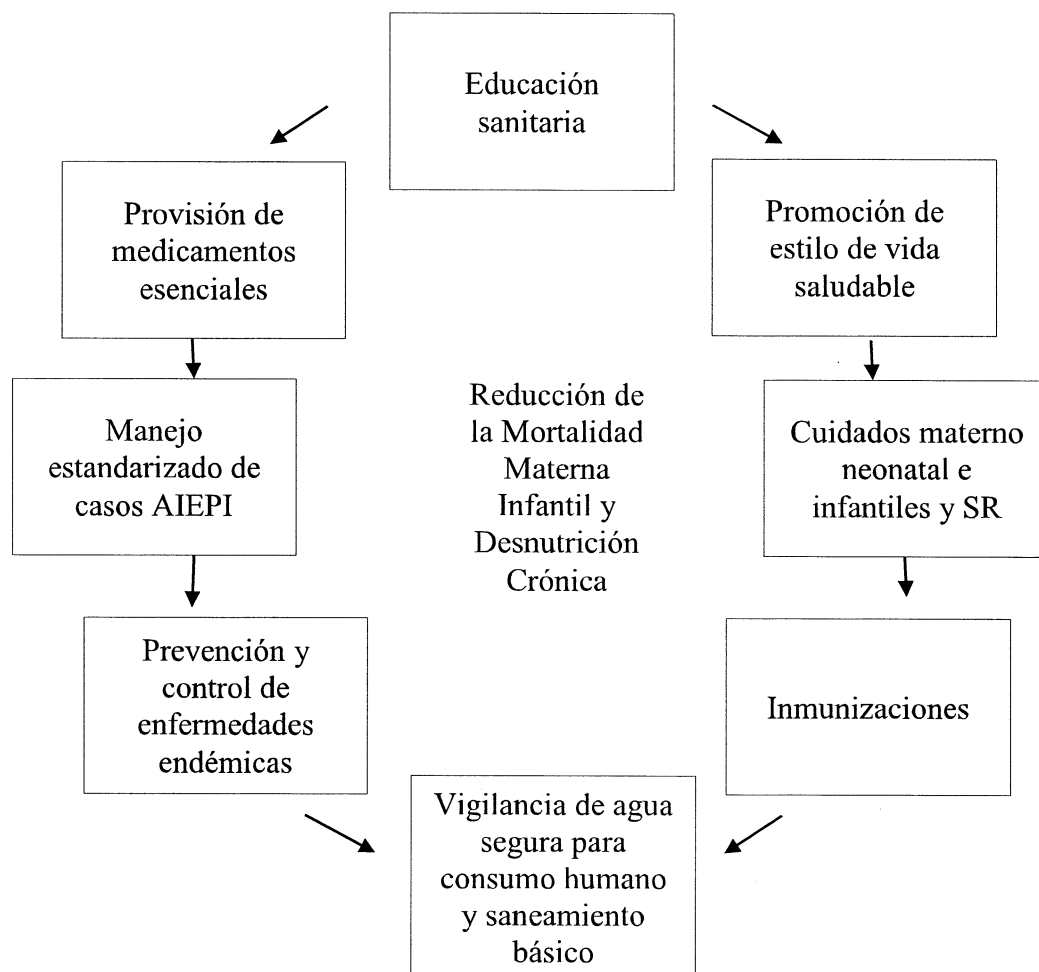 Educación
sanitaria
Provisión de
medicamentos
esenciales
Promoción de
estilo de vida
saludable
Manejo
estandarizado de
casos AIEPI
Reducción de
la Mortalidad
Materna
Infantil y
Desnutrición
Crónica
Cuidados materno
neonatal e
infantiles y SR
Prevención y
control de
enfermedades
endémicas
Inmunizaciones
Vigilancia de agua
segura para
consumo humano
y saneamiento
básico